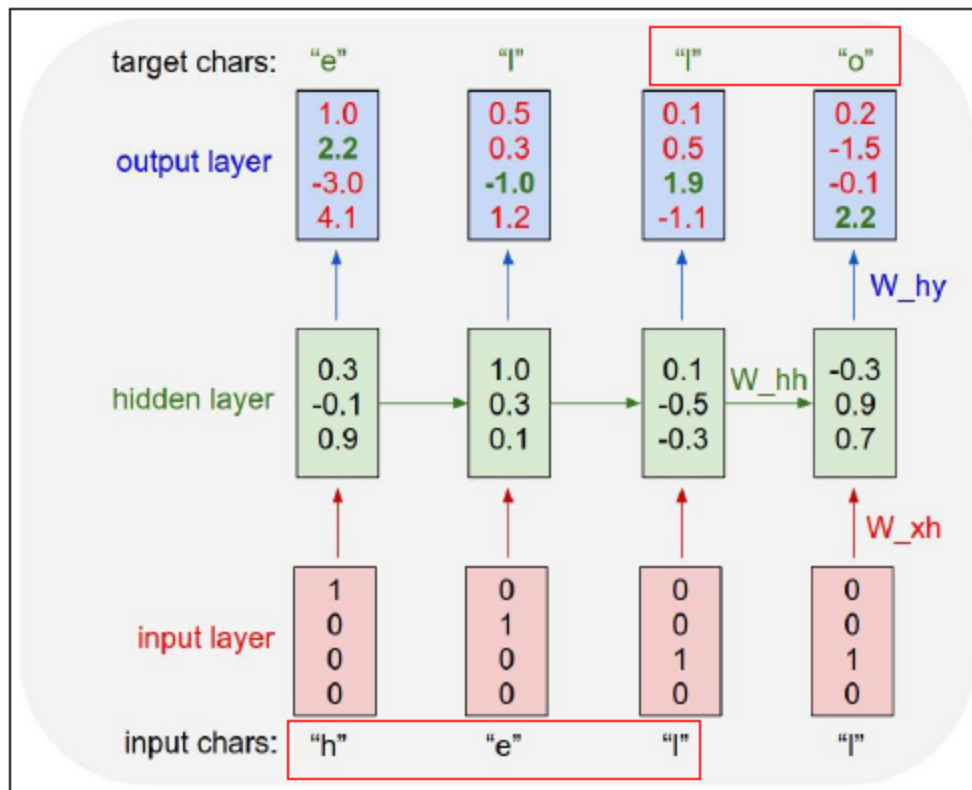 target chars: “e” “l” “l” “o”
1.0 0.5 0.1 0.2
2.2 0.3 0.5 -1.5
output layer
-3.0 -1.0 1.9 -0.1
4.1 1.2 -1.1 2.2
W_hy
0.3 1.0 0.1 -0.3
W_hh
hidden layer -0.1 0.3 -0.5 0.9
0.9 0.1 -0.3 0.7
W_xh
1 0 0 0
0 1 0 0
input layer
0 0 1 1
0 0 0 0
input chars: “h” “e” “l” “l”